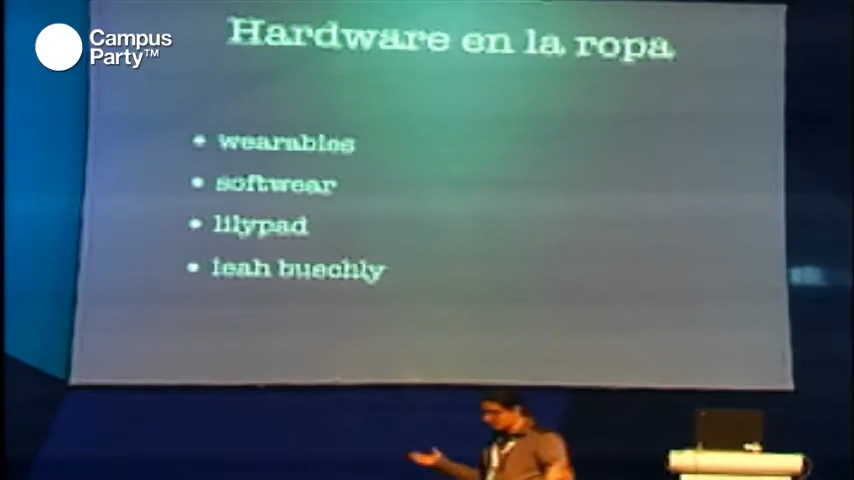 Campus
Party™
Hardware en la ropa
• wearables
• softwear
• lilypad
• leah buechly